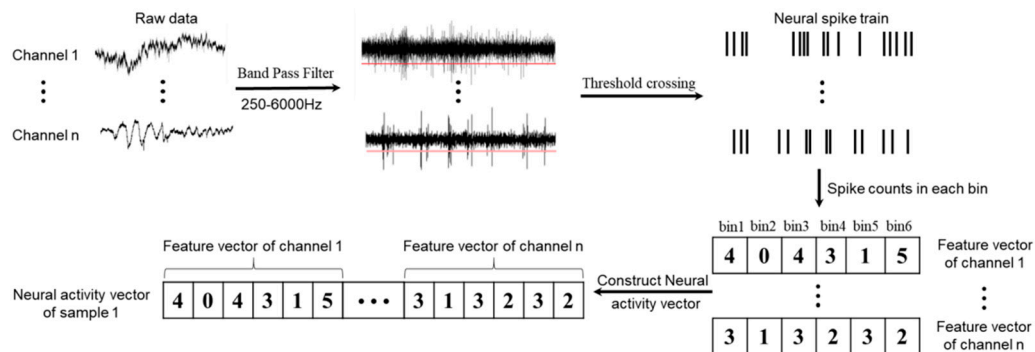 Raw data
Neural spike train
Channel 1
Band Pass Filter
250-6000Hz
Threshold crossing
Channel n
Spike counts in each bin
bin1 bin2 bin3 bin4 bin5 bin6
4 0 4 3 1 5
Feature vector
of channel 1
Feature vector of channel 1
Feature vector of channel n
Construct Neural
activity vector
Neural activity vector
of sample 1
4 0 4 3 1 5 ••• 3 1 3 2 3 2
3 1 3 2 3 2
Feature vector
of channel n